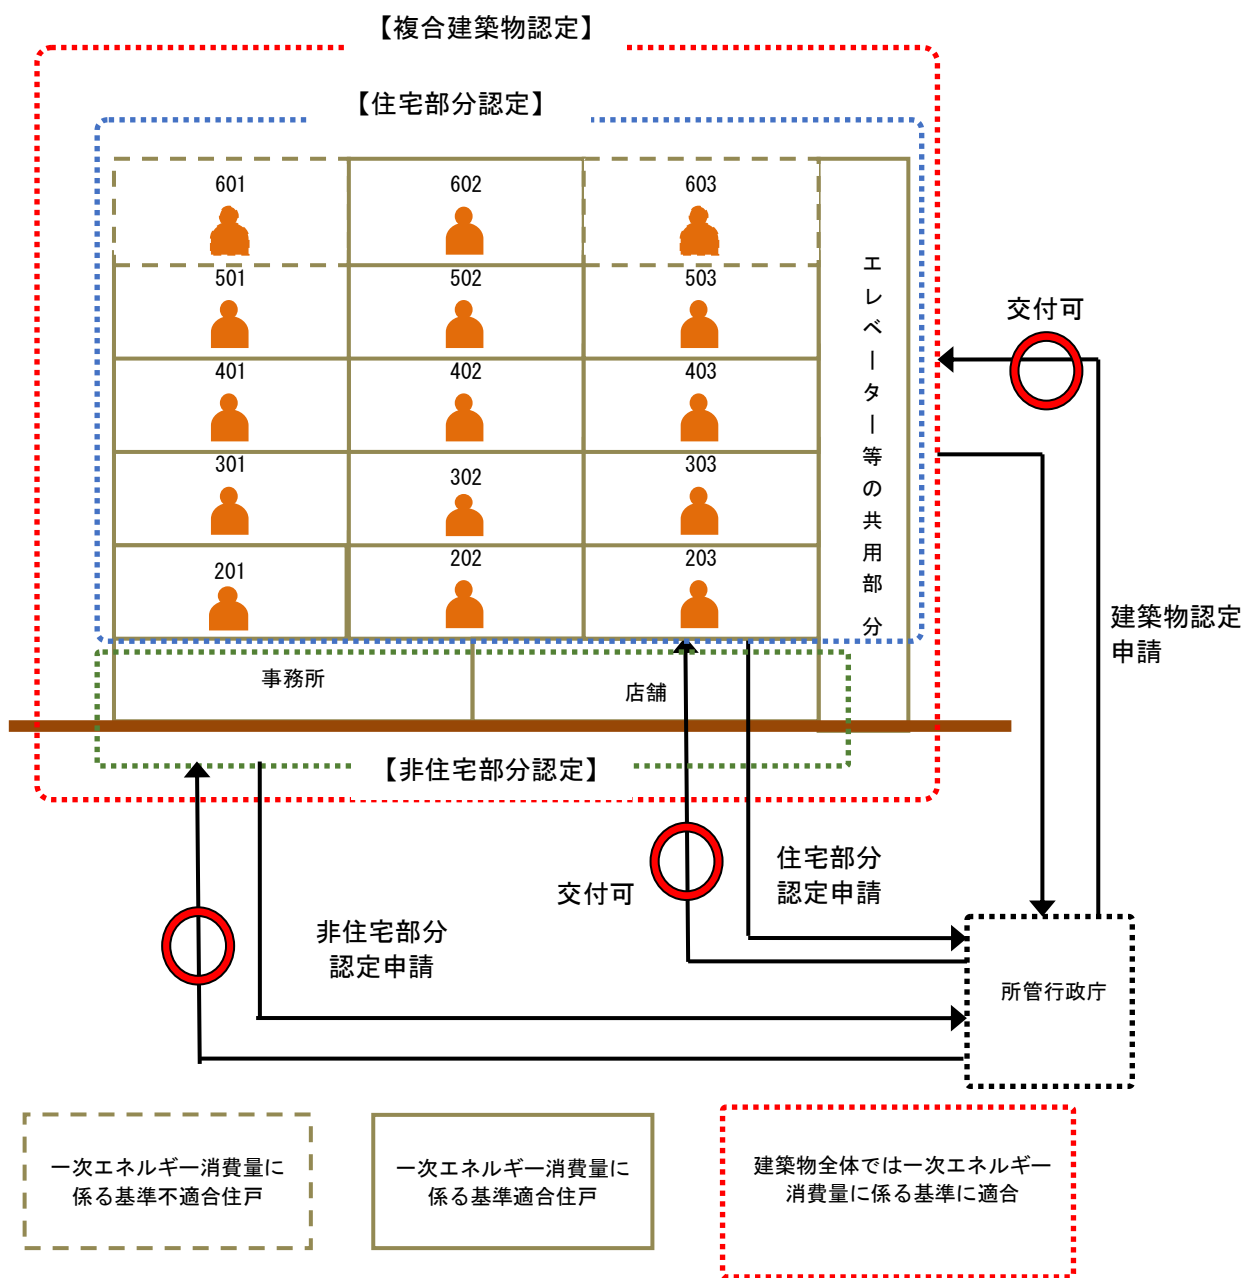 【複合建築物認定】
【住宅部分認定】
601
602
603
501
502
503
401
402
403
301
302
303
201
202
203
エレベーター等の共用部分
事務所
店舗
【非住宅部分認定】
交付可
建築物認定
申請
交付可
住宅部分
認定申請
非住宅部分
認定申請
所管行政庁
一次エネルギー消費量に
係る基準不適合住戸
一次エネルギー消費量に
係る基準適合住戸
建築物全体では一次エネルギー
消費量に係る基準に適合